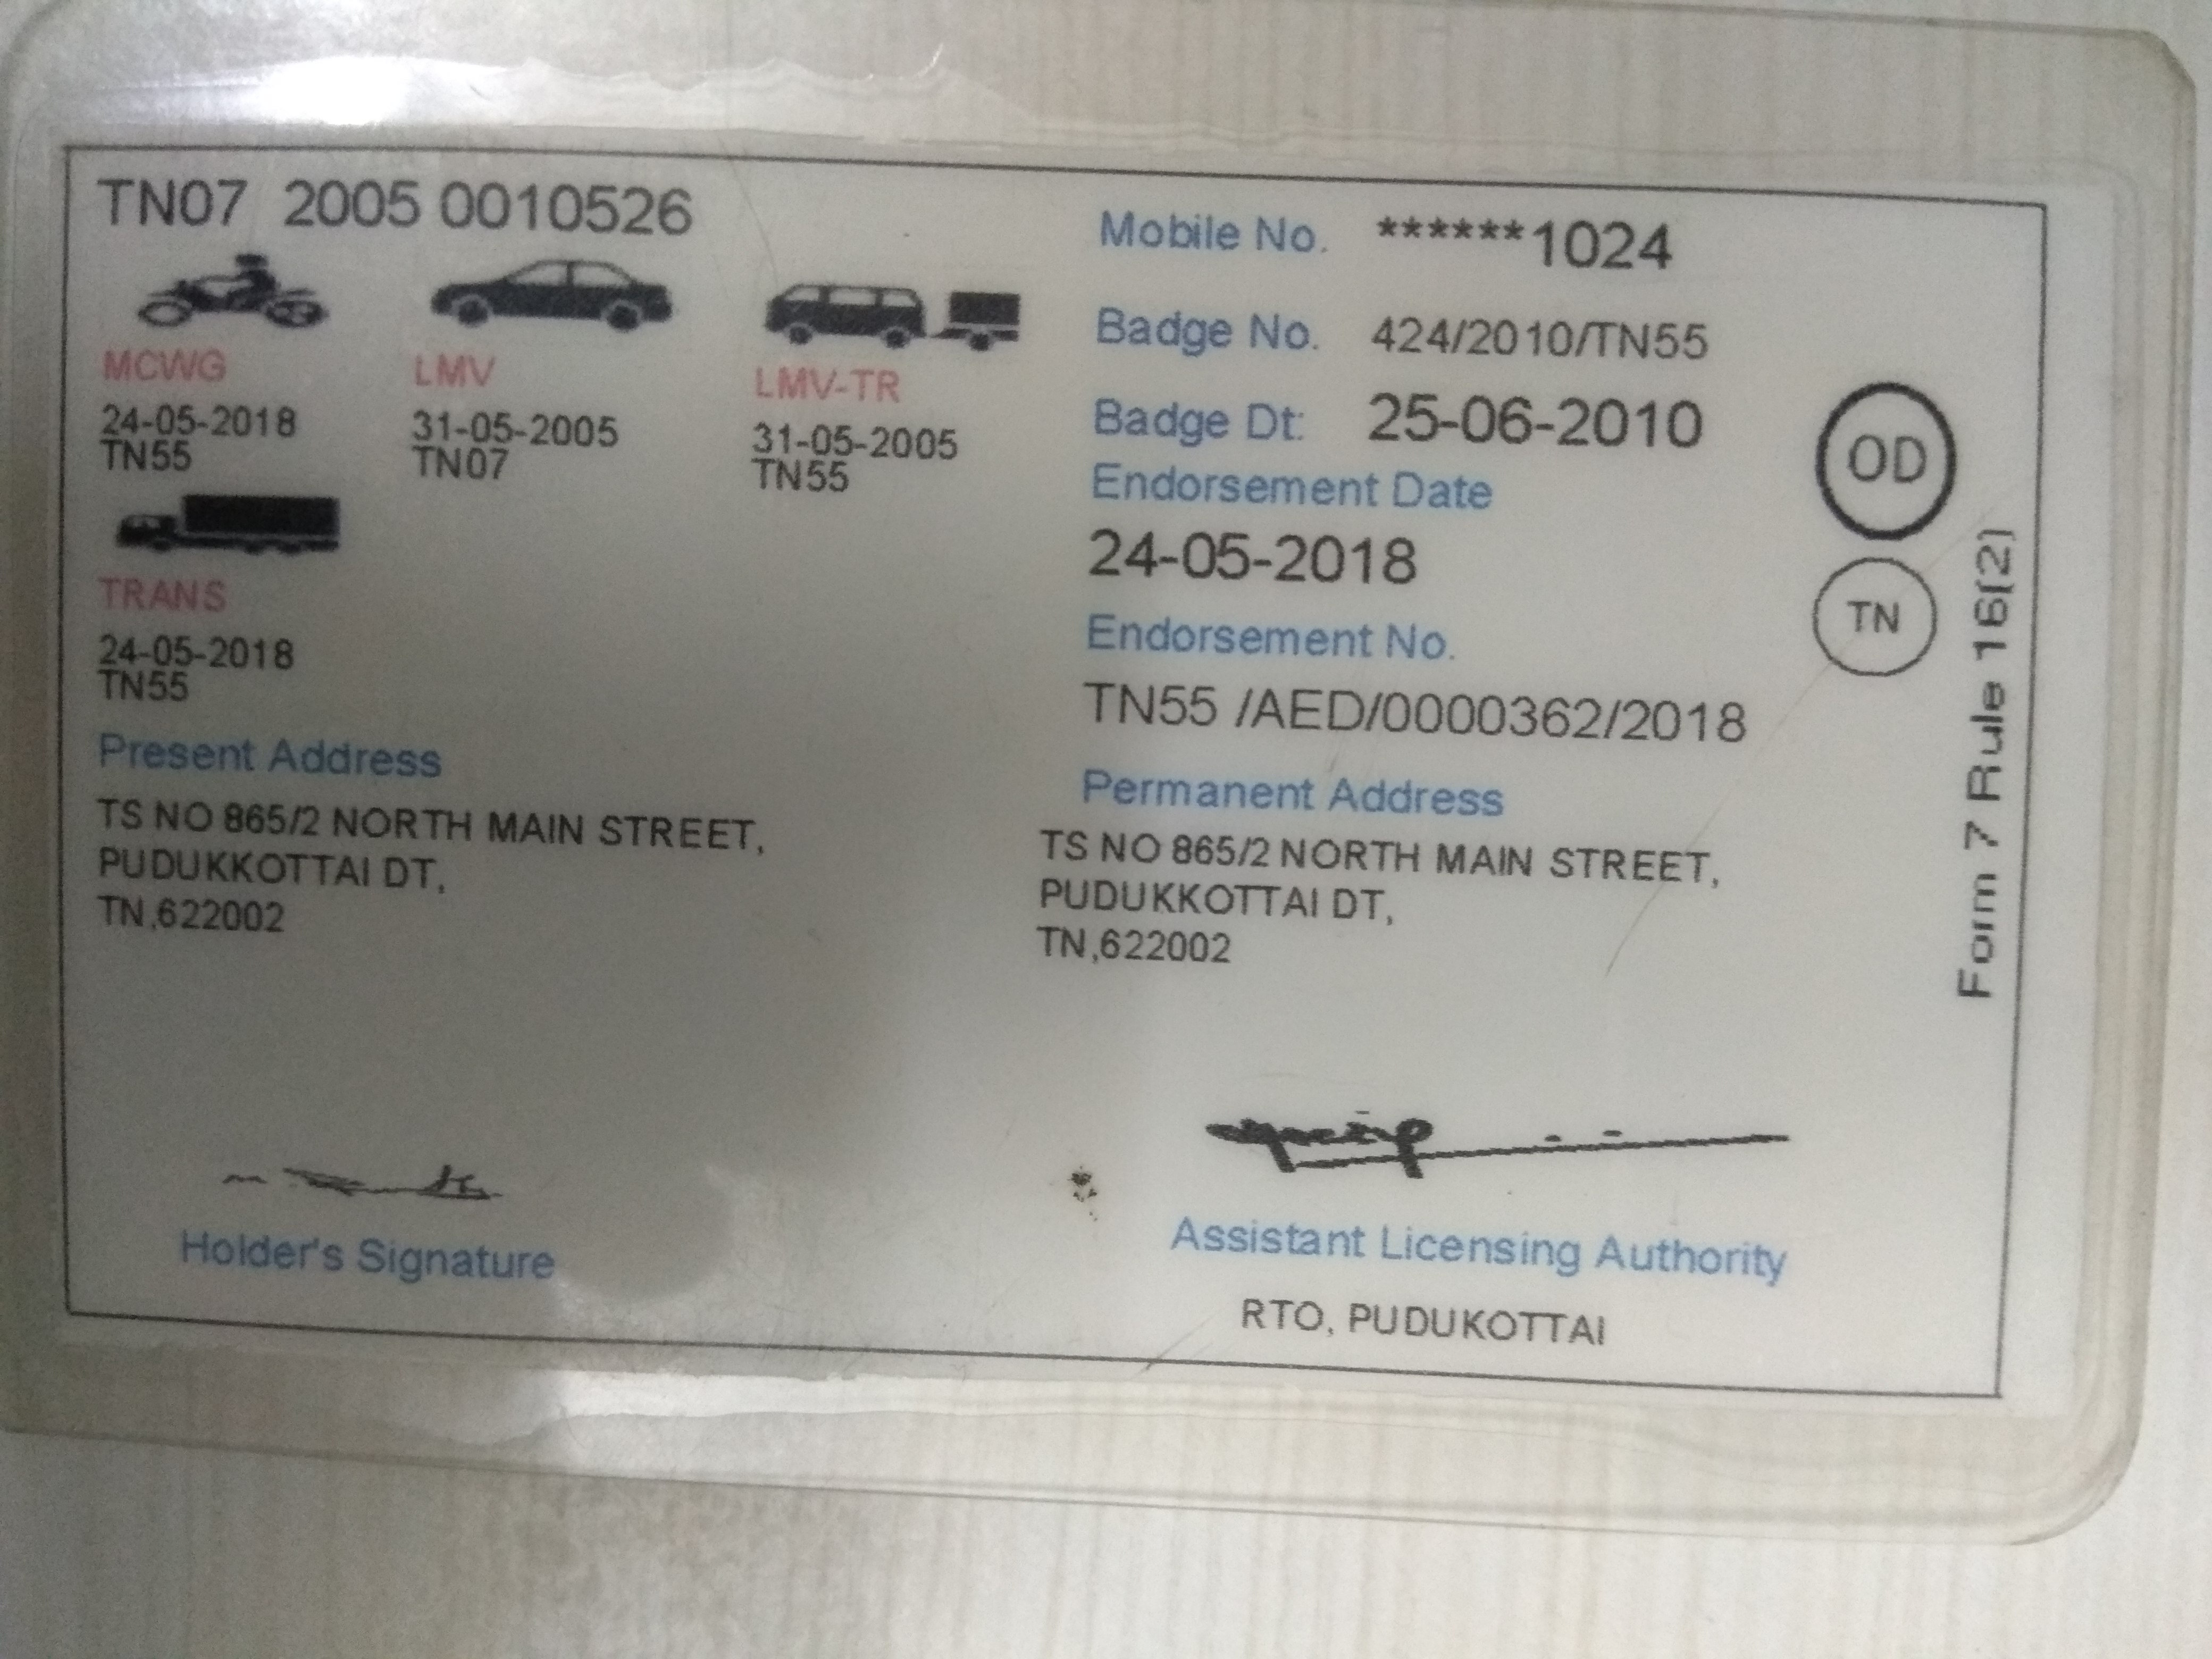 TN07 2005 0010526
MCWG
24-05-2018
TN55
LMV
31-05-2005
TN07
LMV-TR
31-05-2005
TN55
TRANS
24-05-2018
TN55
Present Address
TS NO 865/2 NORTH MAIN STREET,
PUDUKKOTTAI DT,
TN,622002
Holder's Signature
Mobile No. ******1024
Badge No. 424/2010/TN55
Badge Dt: 25-06-2010
Endorsement Date
24-05-2018
Endorsement No.
TN55 /AED/0000362/2018
Permanent Address
TS NO 865/2 NORTH MAIN STREET,
PUDUKKOTTAI DT,
TN,622002
Assistant Licensing Authority
RTO, PUDUKOTTAI
OD
TN
Form 7 Rule 16(2)